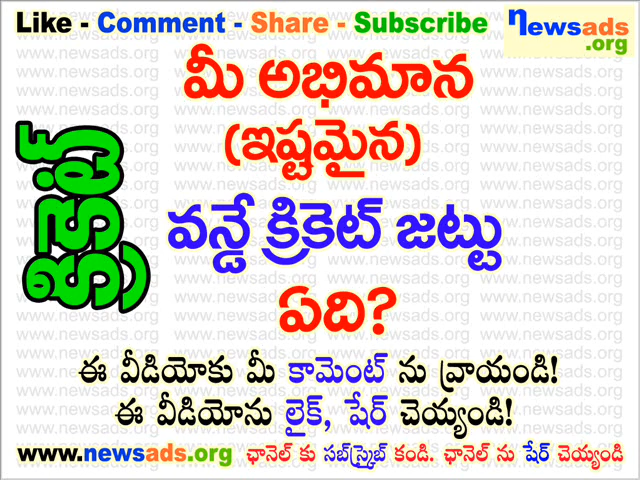 Like - Comment - Share - Subscribe
newsads
.org
మీ అభిమాన
(ఇష్టమైన)
వన్డే క్రికెట్ జట్టు
ఏది?
క్రికెట్
ఈ వీడియోకు మీ కామెంట్ ను వ్రాయండి!
ఈ వీడియోను లైక్, షేర్ చెయ్యండి!
www.newsads.org ఛానెల్ కు సబ్‌స్క్రైబ్ కండి. ఛానెల్ ను షేర్ చెయ్యండి